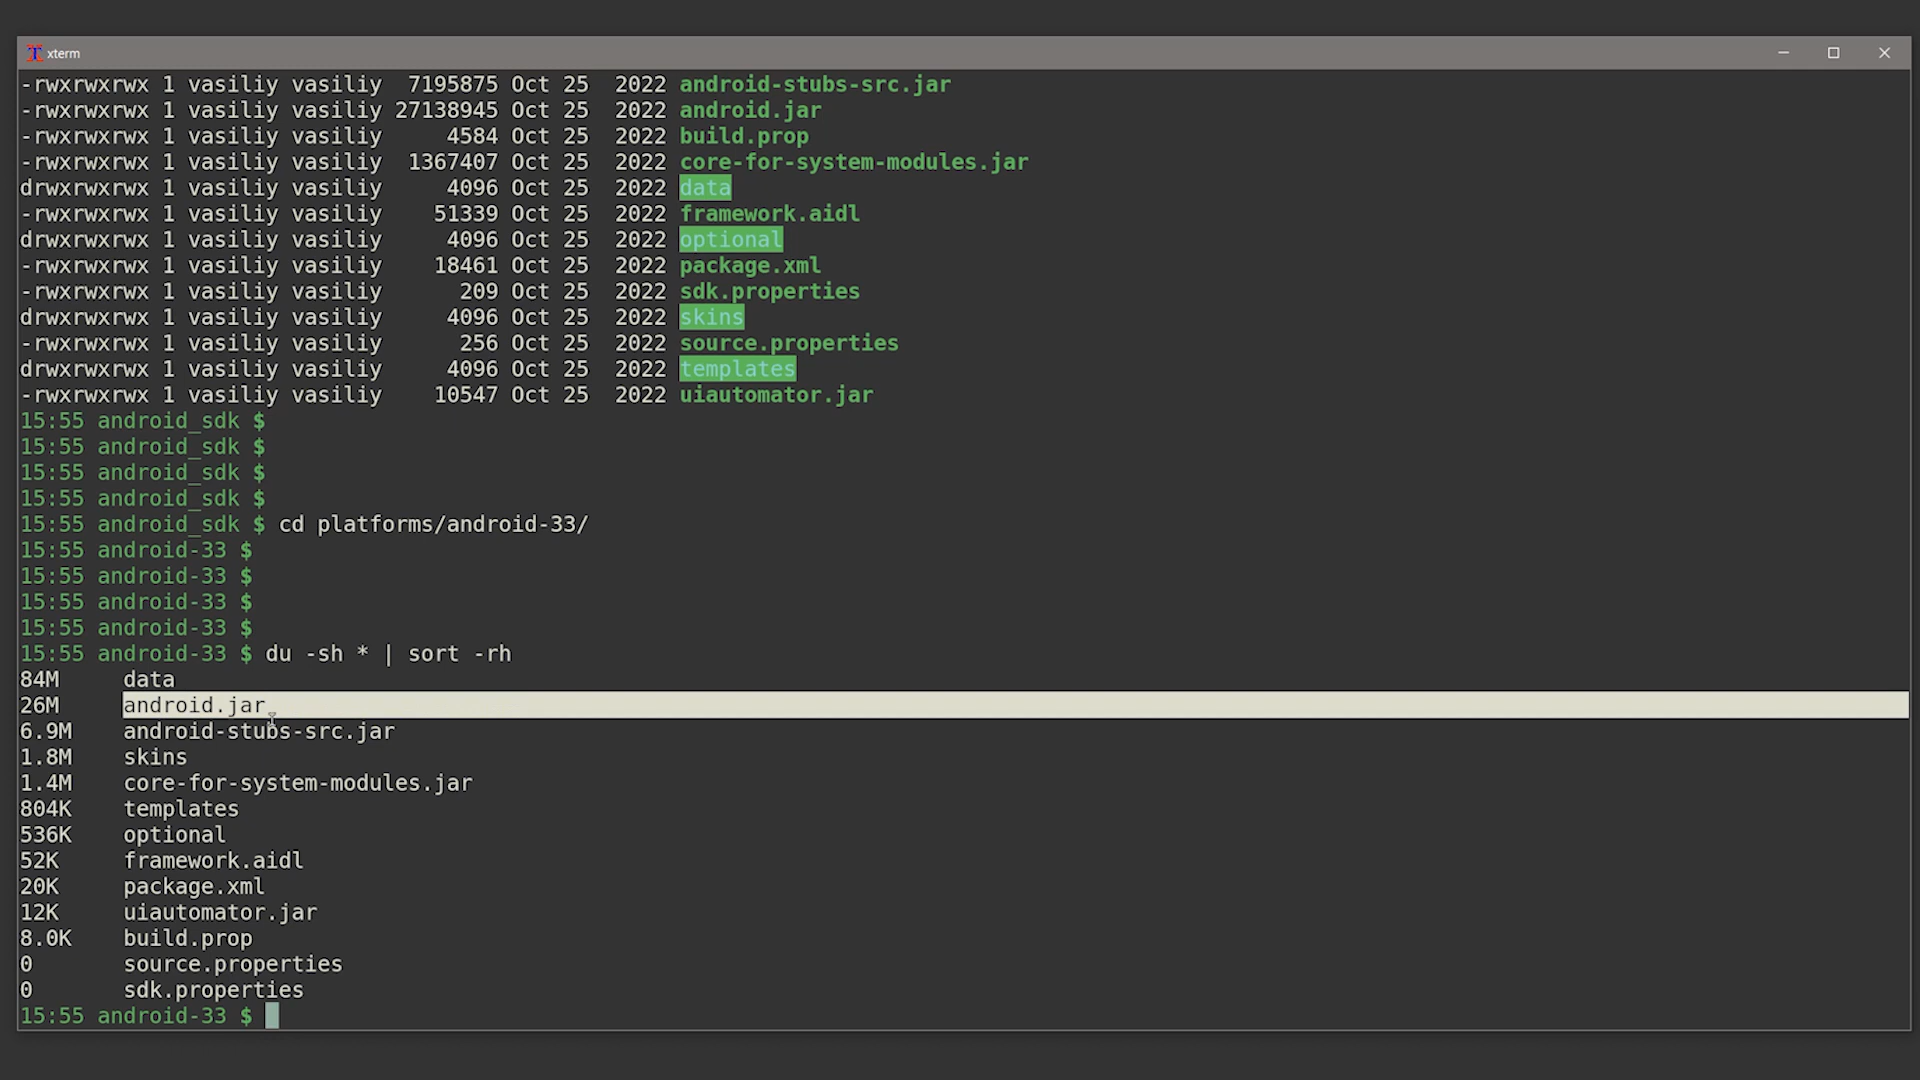 xterm
-rwxrwxrwx 1 vasiliy vasiliy  7195875 Oct 25  2022 android-stubs-src.jar
-rwxrwxrwx 1 vasiliy vasiliy 27138945 Oct 25  2022 android.jar
-rwxrwxrwx 1 vasiliy vasiliy     4584 Oct 25  2022 build.prop
-rwxrwxrwx 1 vasiliy vasiliy  1367407 Oct 25  2022 core-for-system-modules.jar
drwxrwxrwx 1 vasiliy vasiliy     4096 Oct 25  2022 data
-rwxrwxrwx 1 vasiliy vasiliy    51339 Oct 25  2022 framework.aidl
drwxrwxrwx 1 vasiliy vasiliy     4096 Oct 25  2022 optional
-rwxrwxrwx 1 vasiliy vasiliy    18461 Oct 25  2022 package.xml
-rwxrwxrwx 1 vasiliy vasiliy      209 Oct 25  2022 sdk.properties
drwxrwxrwx 1 vasiliy vasiliy     4096 Oct 25  2022 skins
-rwxrwxrwx 1 vasiliy vasiliy      256 Oct 25  2022 source.properties
drwxrwxrwx 1 vasiliy vasiliy     4096 Oct 25  2022 templates
-rwxrwxrwx 1 vasiliy vasiliy    10547 Oct 25  2022 uiautomator.jar
15:55 android_sdk $
15:55 android_sdk $
15:55 android_sdk $
15:55 android_sdk $
15:55 android_sdk $ cd platforms/android-33/
15:55 android-33 $
15:55 android-33 $
15:55 android-33 $
15:55 android-33 $
15:55 android-33 $ du -sh * | sort -rh
84M     data
26M     android.jar
6.9M    android-stubs-src.jar
1.8M    skins
1.4M    core-for-system-modules.jar
804K    templates
536K    optional
52K     framework.aidl
20K     package.xml
12K     uiautomator.jar
8.0K    build.prop
0       source.properties
0       sdk.properties
15:55 android-33 $